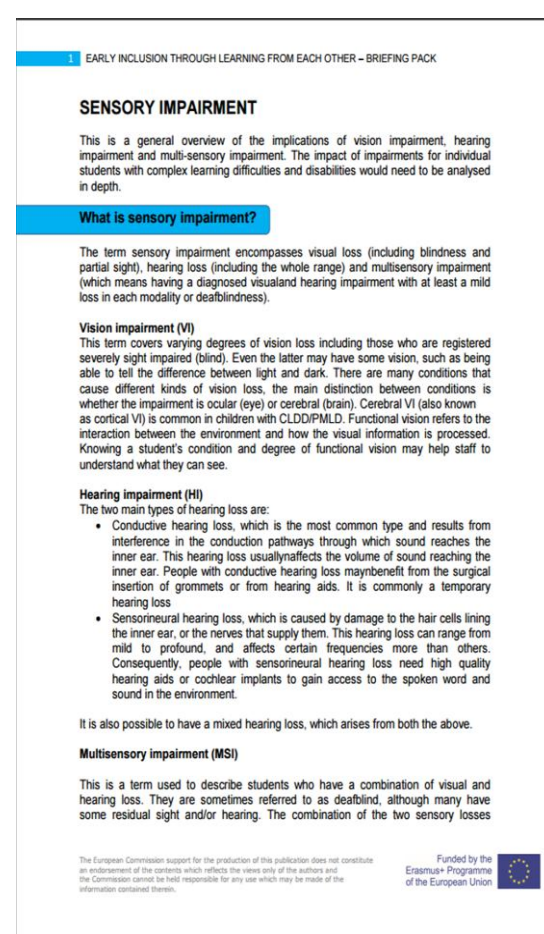 1 EARLY INCLUSION THROUGH LEARNING FROM EACH OTHER – BRIEFING PACK
SENSORY IMPAIRMENT
This is a general overview of the implications of vision impairment, hearing
impairment and multi-sensory impairment. The impact of impairments for individual
students with complex learning difficulties and disabilities would need to be analysed
in depth.
What is sensory impairment?
The term sensory impairment encompasses visual loss (including blindness and
partial sight), hearing loss (including the whole range) and multisensory impairment
(which means having a diagnosed visualand hearing impairment with at least a mild
loss in each modality or deafblindness).
Vision impairment (VI)
This term covers varying degrees of vision loss including those who are registered
severely sight impaired (blind). Even the latter may have some vision, such as being
able to tell the difference between light and dark. There are many conditions that
cause different kinds of vision loss, the main distinction between conditions is
whether the impairment is ocular (eye) or cerebral (brain). Cerebral VI (also known
as cortical VI) is common in children with CLDD/PMLD. Functional vision refers to the
interaction between the environment and how the visual information is processed.
Knowing a student's condition and degree of functional vision may help staff to
understand what they can see.
Hearing impairment (HI)
The two main types of hearing loss are:
• Conductive hearing loss, which is the most common type and results from
interference in the conduction pathways through which sound reaches the
inner ear. This hearing loss usuallynaffects the volume of sound reaching the
inner ear. People with conductive hearing loss maynbenefit from the surgical
insertion of grommets or from hearing aids. It is commonly a temporary
hearing loss
• Sensorineural hearing loss, which is caused by damage to the hair cells lining
the inner ear, or the nerves that supply them. This hearing loss can range from
mild to profound, and affects certain frequencies more than others.
Consequently, people with sensorineural hearing loss need high quality
hearing aids or cochlear implants to gain access to the spoken word and
sound in the environment.
It is also possible to have a mixed hearing loss, which arises from both the above.
Multisensory impairment (MSI)
This is a term used to describe students who have a combination of visual and
hearing loss. They are sometimes referred to as deafblind, although many have
some residual sight and/or hearing. The combination of the two sensory losses
The European Commission support for the production of this publication does not constitute
an endorsement of the contents which reflects the views only of the authors and
the Commission cannot be held responsible for any use which may be made of the
information contained therein.
Funded by the
Erasmus+ Programme
of the European Union